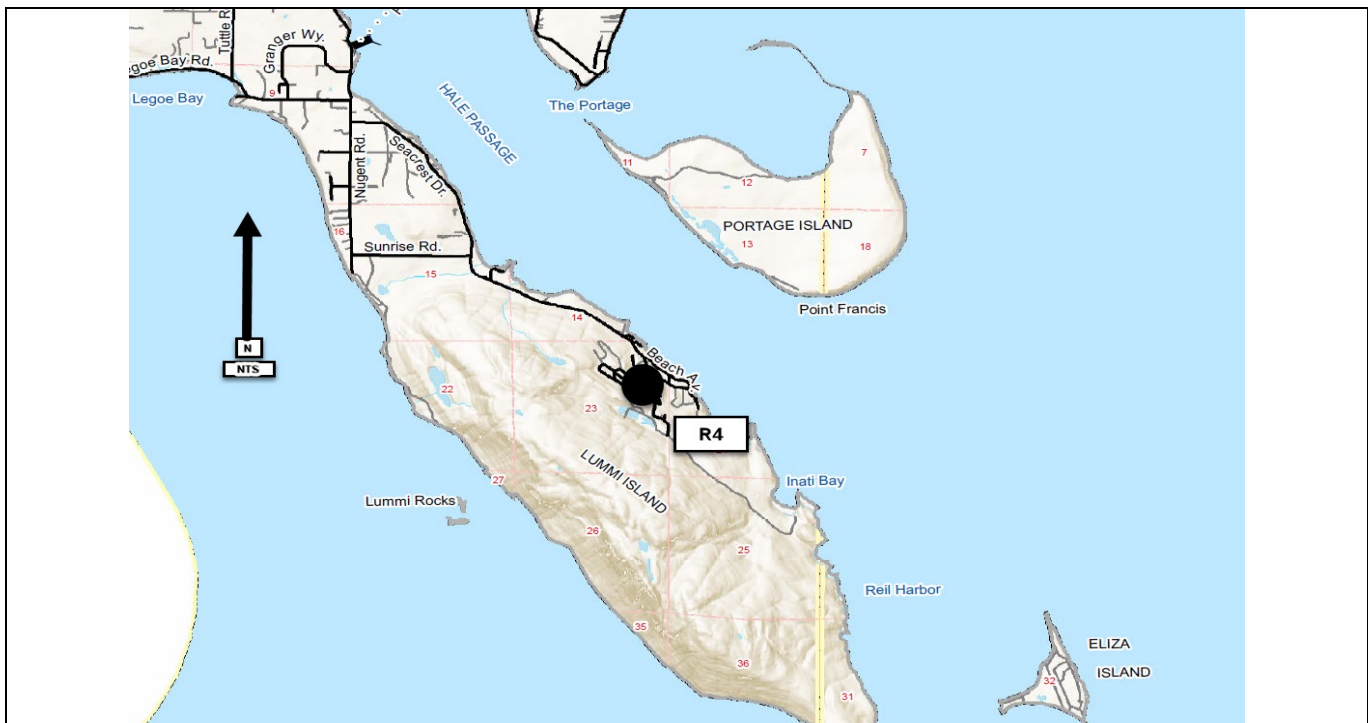 Tuttle R
Granger Wy.
egoe Bay Rd.
Legoe Bay
9
HALE PASSAGE
The Portage
Nugent Rd.
Seacrest Dr.
11
12
7
PORTAGE ISLAND
13
18
16
Sunrise Rd.
15
Point Francis
14
N
NTS
Beach Av.
22
23
R4
LUMMI ISLAND
27
Inati Bay
Lummi Rocks
26
25
Reil Harbor
35
36
31
ELIZA
ISLAND
32